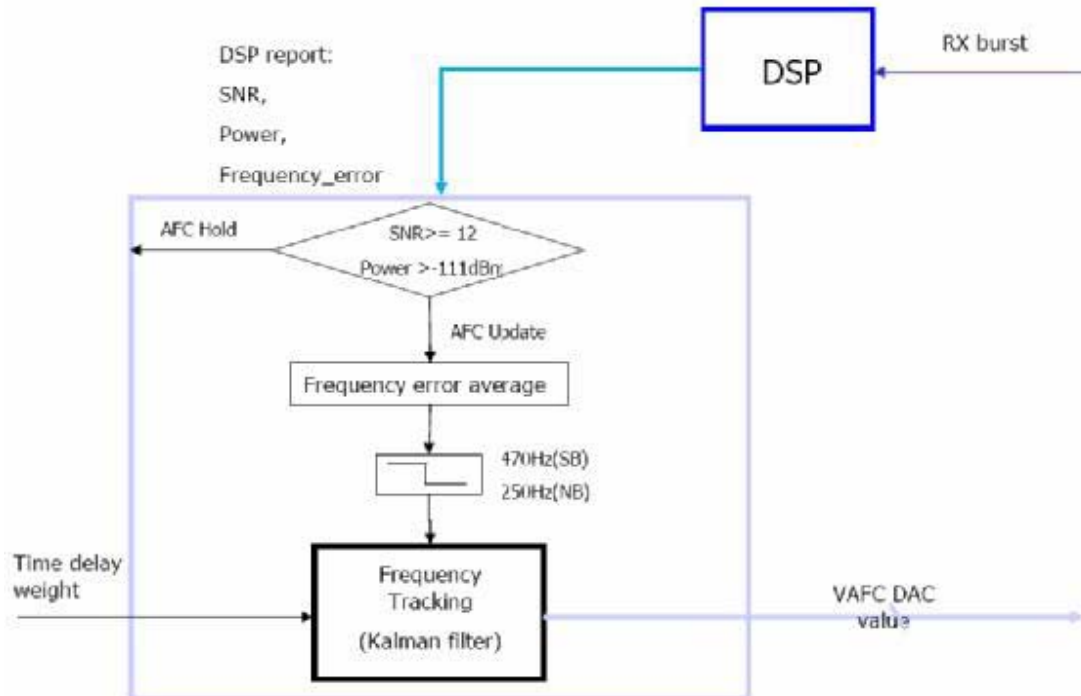 RX burst
DSP
DSP report:
SNR,
Power,
Frequency_error
AFC Hold
SNR>= 12
Power >-111dBm
AFC Update
Frequency error average
470Hz(SB)
250Hz(NB)
Time delay
weight
Frequency
Tracking
(Kalman filter)
VAFC DAC
value